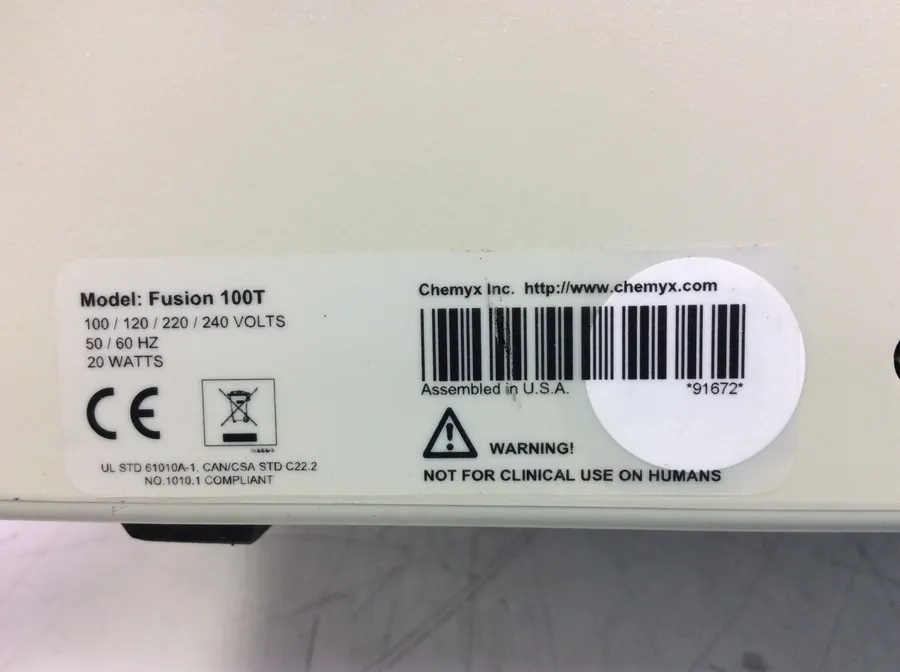 Model: Fusion 100T
100 / 120 / 220 / 240 VOLTS
50 / 60 HZ
20 WATTS
CE
UL STD 61010A-1, CAN/CSA STD C22.2
NO.1010.1 COMPLIANT
Chemyx Inc. http://www.chemyx.com
Assembled in U.S.A. *91672*
WARNING!
NOT FOR CLINICAL USE ON HUMANS